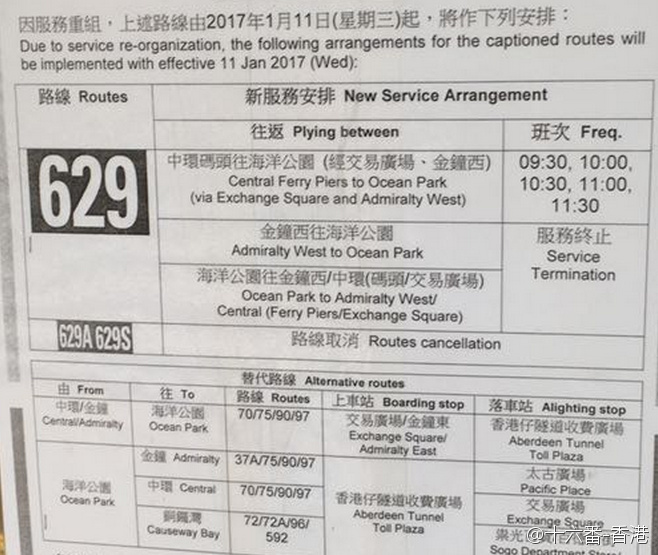 因服務重組，上述路線由2017年1月11日(星期三)起，將作下列安排：
Due to service re-organization, the following arrangements for the captioned routes will
be implemented with effective 11 Jan 2017 (Wed):
路線 Routes
新服務安排 New Service Arrangement
往返 Plying between
班次 Freq.
629
中環碼頭往海洋公園 (經交易廣場、金鐘西)
Central Ferry Piers to Ocean Park
(via Exchange Square and Admiralty West)
09:30, 10:00,
10:30, 11:00,
11:30
金鐘西往海洋公園
Admiralty West to Ocean Park
海洋公園往金鐘西/中環(碼頭/交易廣場)
Ocean Park to Admiralty West/
Central (Ferry Piers/Exchange Square)
服務終止
Service
Termination
629A 629S
路線取消 Routes cancellation
替代路線 Alternative routes
由 From
往 To
路線 Routes
上車站 Boarding stop
落車站 Alighting stop
中環/金鐘
Central/Admiralty
海洋公園
Ocean Park
70/75/90/97
交易廣場/金鐘東
Exchange Square/
Admiralty East
香港仔隧道收費廣場
Aberdeen Tunnel
Toll Plaza
海洋公園
Ocean Park
金鐘 Admiralty
37A/75/90/97
香港仔隧道收費廣場
Aberdeen Tunnel
Toll Plaza
太古廣場
Pacific Place
中環 Central
70/75/90/97
交易廣場
Exchange Square
銅鑼灣
Causeway Bay
72/72A/96/
592
崇光
Sogo Department Store
@十六番·香港